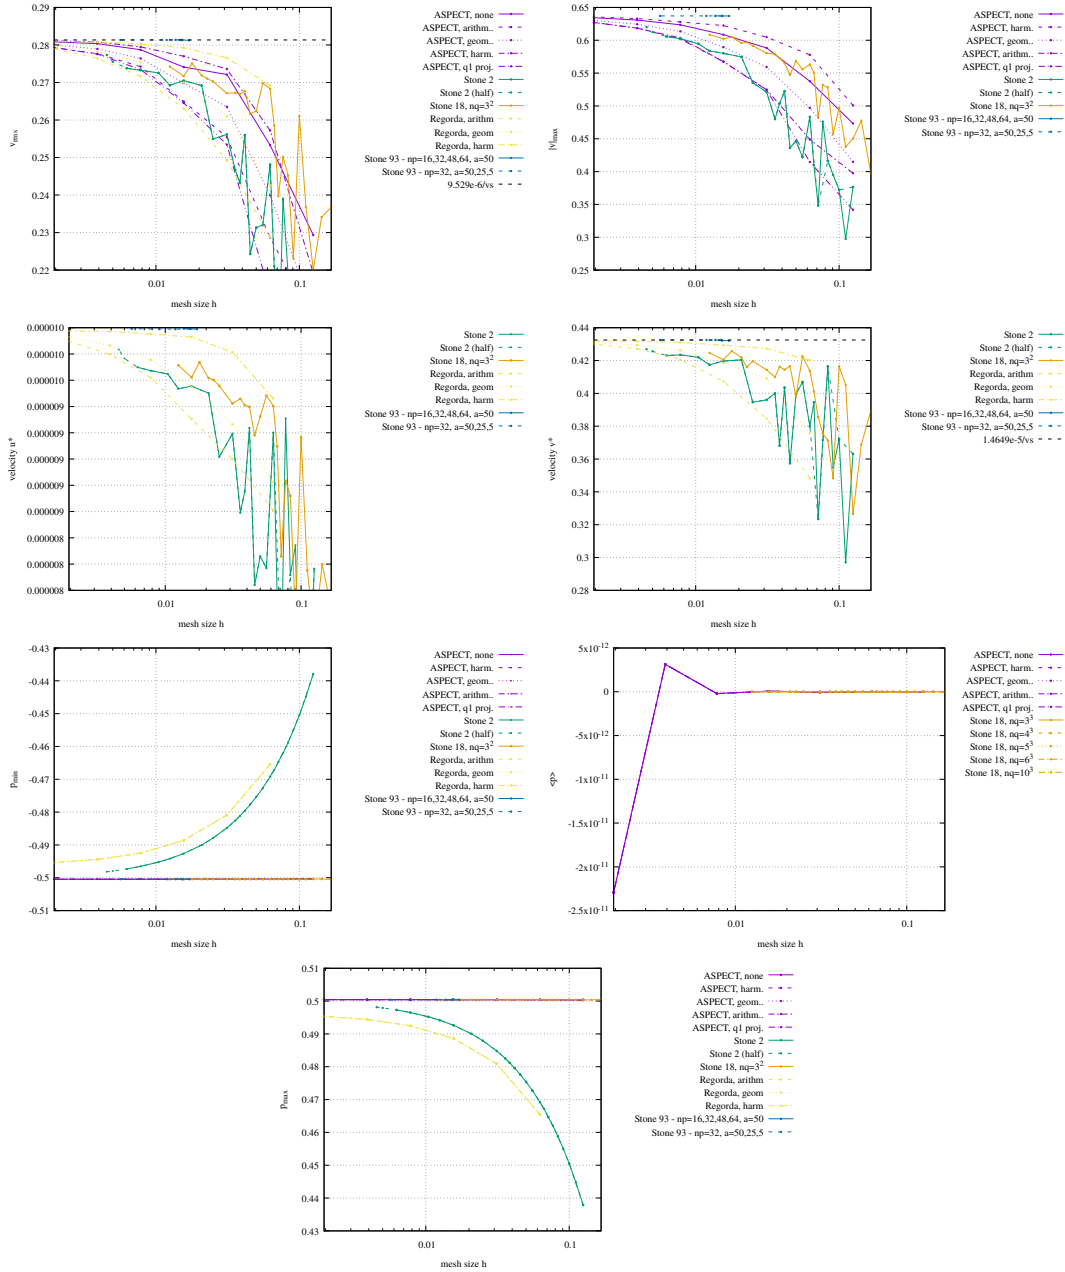 0.29
0.28
0.27
0.26
0.25
0.24
0.23
0.22
0.01
0.1
v_rms
mesh size h
ASPECT, none
ASPECT, arithm..
ASPECT, geom..
ASPECT, harm.
ASPECT, q1 proj.
Stone 2
Stone 2 (half)
Stone 18, nq=3²
Regorda, arithm
Regorda, geom
Regorda, harm
Stone 93 - np=16,32,48,64, a=50
Stone 93 - np=32, a=50,25,5
9.529e-6/vs
0.65
0.6
0.55
0.5
0.45
0.4
0.35
0.3
0.25
0.01
0.1
|v|_max
mesh size h
ASPECT, none
ASPECT, harm.
ASPECT, geom..
ASPECT, arithm..
ASPECT, q1 proj.
Stone 2
Stone 2 (half)
Stone 18, nq=3²
Stone 93 - np=16,32,48,64, a=50
Stone 93 - np=32, a=50,25,5
0.000010
0.000010
0.000010
0.000009
0.000009
0.000009
0.000009
0.000008
0.000008
0.000008
0.01
0.1
velocity u*
mesh size h
Stone 2
Stone 2 (half)
Stone 18, nq=3²
Regorda, arithm
Regorda, geom
Regorda, harm
Stone 93 - np=16,32,48,64, a=50
Stone 93 - np=32, a=50,25,5
0.44
0.42
0.4
0.38
0.36
0.34
0.32
0.3
0.28
0.01
0.1
velocity v*
mesh size h
Stone 2
Stone 2 (half)
Stone 18, nq=3²
Regorda, arithm
Regorda, geom
Regorda, harm
Stone 93 - np=16,32,48,64, a=50
Stone 93 - np=32, a=50,25,5
1.4649e-5/vs
-0.43
-0.44
-0.45
-0.46
-0.47
-0.48
-0.49
-0.5
-0.51
0.01
0.1
p_min
mesh size h
ASPECT, none
ASPECT, harm.
ASPECT, geom..
ASPECT, arithm..
ASPECT, q1 proj.
Stone 2
Stone 2 (half)
Stone 18, nq=3²
Regorda, arithm
Regorda, geom
Regorda, harm
Stone 93 - np=16,32,48,64, a=50
Stone 93 - np=32, a=50,25,5
5x10⁻¹²
0
-5x10⁻¹²
-1x10⁻¹¹
-1.5x10⁻¹¹
-2x10⁻¹¹
-2.5x10⁻¹¹
0.01
0.1
<p>
mesh size h
ASPECT, none
ASPECT, harm.
ASPECT, geom..
ASPECT, arithm..
ASPECT, q1 proj.
Stone 18, nq=3³
Stone 18, nq=4³
Stone 18, nq=5³
Stone 18, nq=6³
Stone 18, nq=10³
0.51
0.5
0.49
0.48
0.47
0.46
0.45
0.44
0.43
0.01
0.1
p_max
mesh size h
ASPECT, none
ASPECT, harm.
ASPECT, geom..
ASPECT, arithm..
ASPECT, q1 proj.
Stone 2
Stone 2 (half)
Stone 18, nq=3²
Regorda, arithm
Regorda, geom
Regorda, harm
Stone 93 - np=16,32,48,64, a=50
Stone 93 - np=32, a=50,25,5